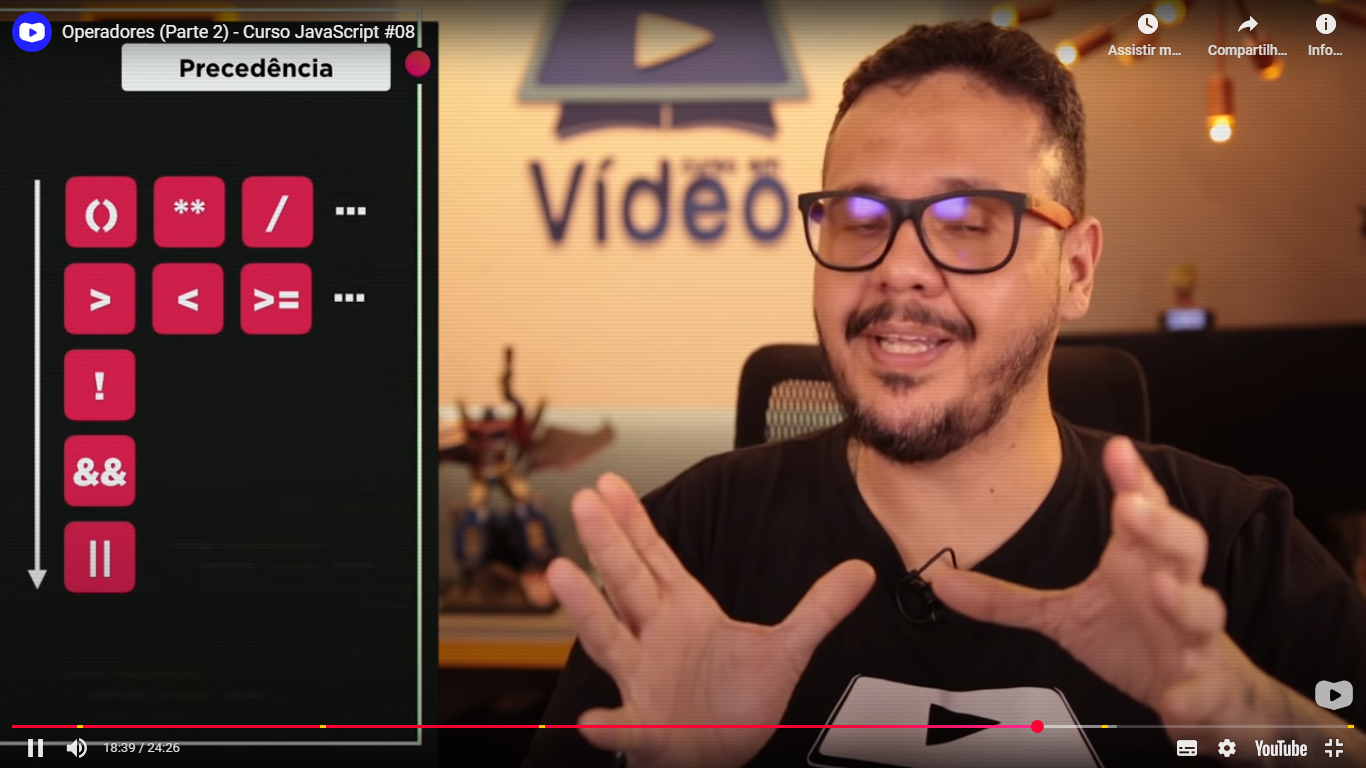 Operadores (Parte 2) - Curso JavaScript #08
Assistir m...
Compartilh...
Info...
Precedência
() ** / ...
> < >= ...
!
&&
||
Vídeo
18:39 / 24:26
YouTube